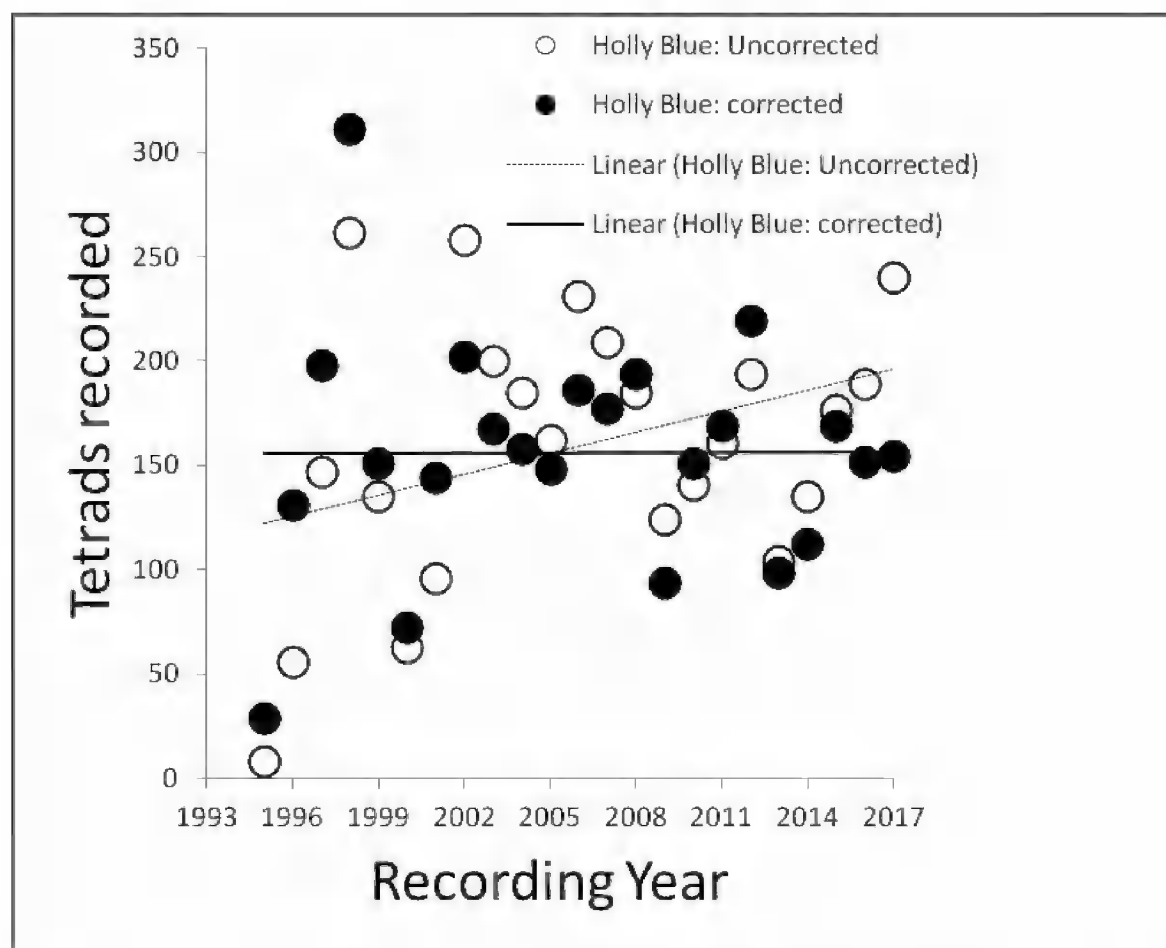 350
300
250
200
150
100
50
0
Tetrads recorded
Holly Blue: Uncorrected
Holly Blue: corrected
Linear (Holly Blue: Uncorrected)
Linear (Holly Blue: corrected)
1993 1996 1999 2002 2005 2008 2011 2014 2017
Recording Year